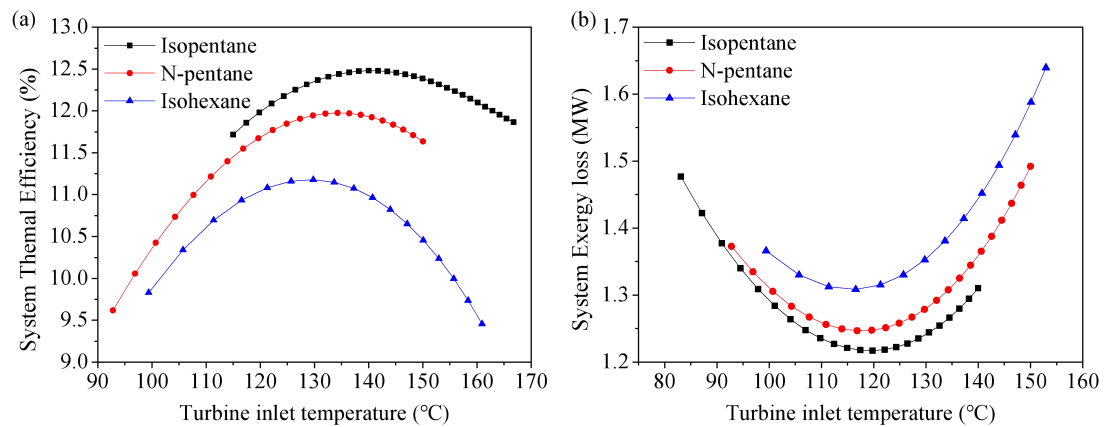 (a)
13.0
12.5
12.0
11.5
11.0
10.5
10.0
9.5
9.0
System Themal Efficiency (%)
Isopentane
N-pentane
Isohexane
90 100 110 120 130 140 150 160 170
Turbine inlet temperature (℃)
(b)
1.7
1.6
1.5
1.4
1.3
1.2
System Exergy loss (MW)
Isopentane
N-pentane
Isohexane
80 90 100 110 120 130 140 150 160
Turbine inlet temperature (℃)